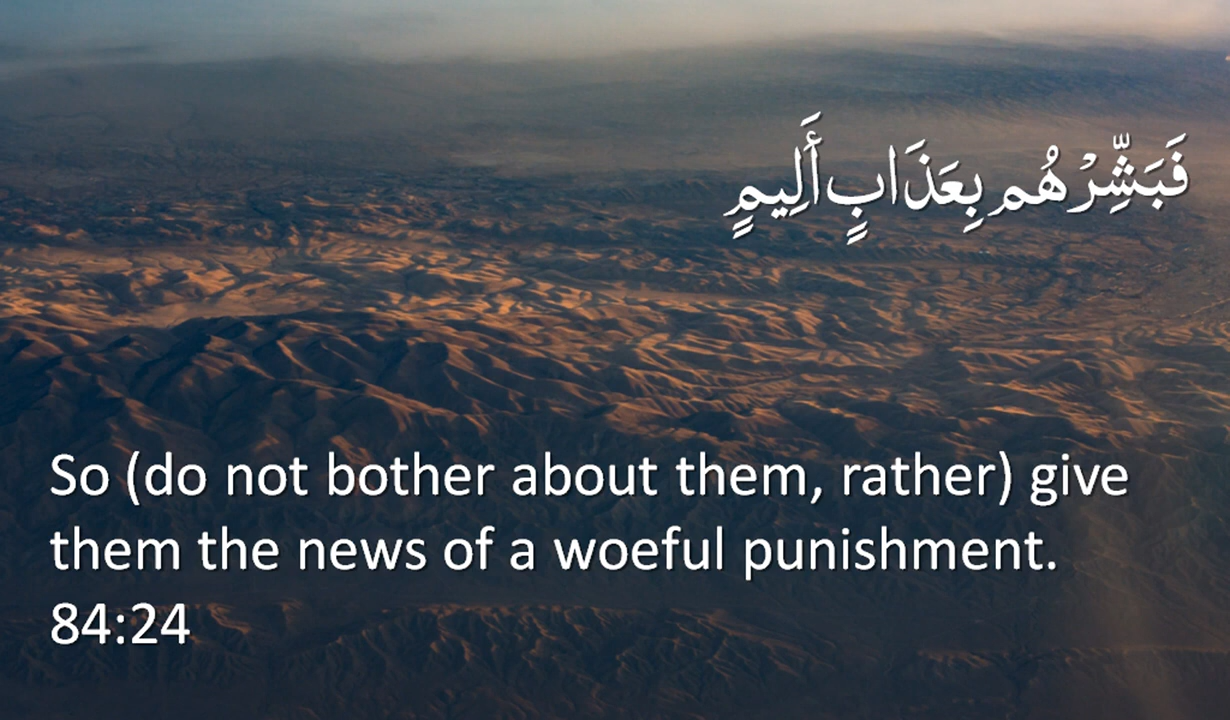 فَبَشِّرْهُم بِعَذَابٍ أَلِيمٍ
So (do not bother about them, rather) give
them the news of a woeful punishment.
84:24